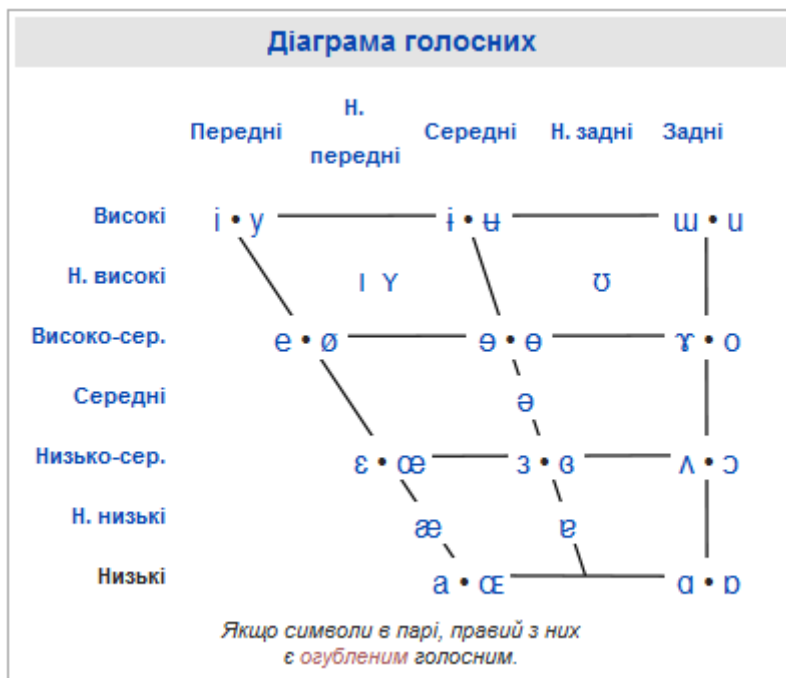 Діаграма голосних
Н.
Передні Середні Н. задні Задні
передні
Високі i • y ɨ • ʉ ɯ • u
Н. високі ɪ ʏ ʊ
Високо-сер. e • ø ɘ • ɵ ɤ • o
Середні ə
Низько-сер. ɛ • œ ɜ • ɞ ʌ • ɔ
Н. низькі æ ɐ
Низькі a • ɶ ɑ • ɒ
Якщо символи в парі, правий з них
є огубленим голосним.